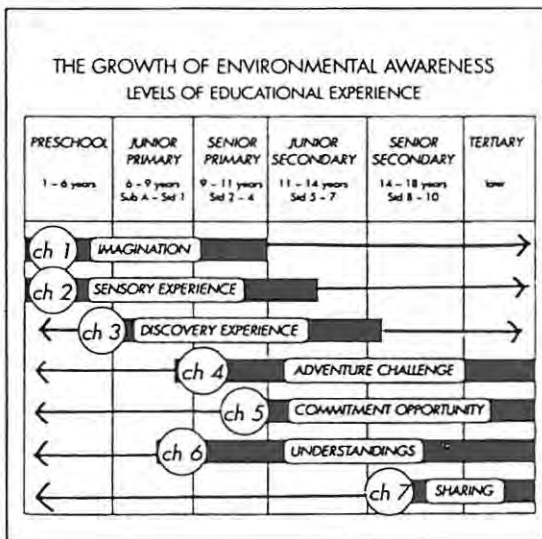 THE GROWTH OF ENVIRONMENTAL AWARENESS
LEVELS OF EDUCATIONAL EXPERIENCE
PRESCHOOL
1 - 6 years
JUNIOR
PRIMARY
6 - 9 years
Sub A - Std 1
SENIOR
PRIMARY
9 - 11 years
Std 2 - 4
JUNIOR
SECONDARY
11 - 14 years
Std 5 - 7
SENIOR
SECONDARY
14 - 18 years
Std 8 - 10
TERTIARY
later
ch 1 IMAGINATION
ch 2 SENSORY EXPERIENCE
ch 3 DISCOVERY EXPERIENCE
ch 4 ADVENTURE CHALLENGE
ch 5 COMMITMENT OPPORTUNITY
ch 6 UNDERSTANDINGS
ch 7 SHARING